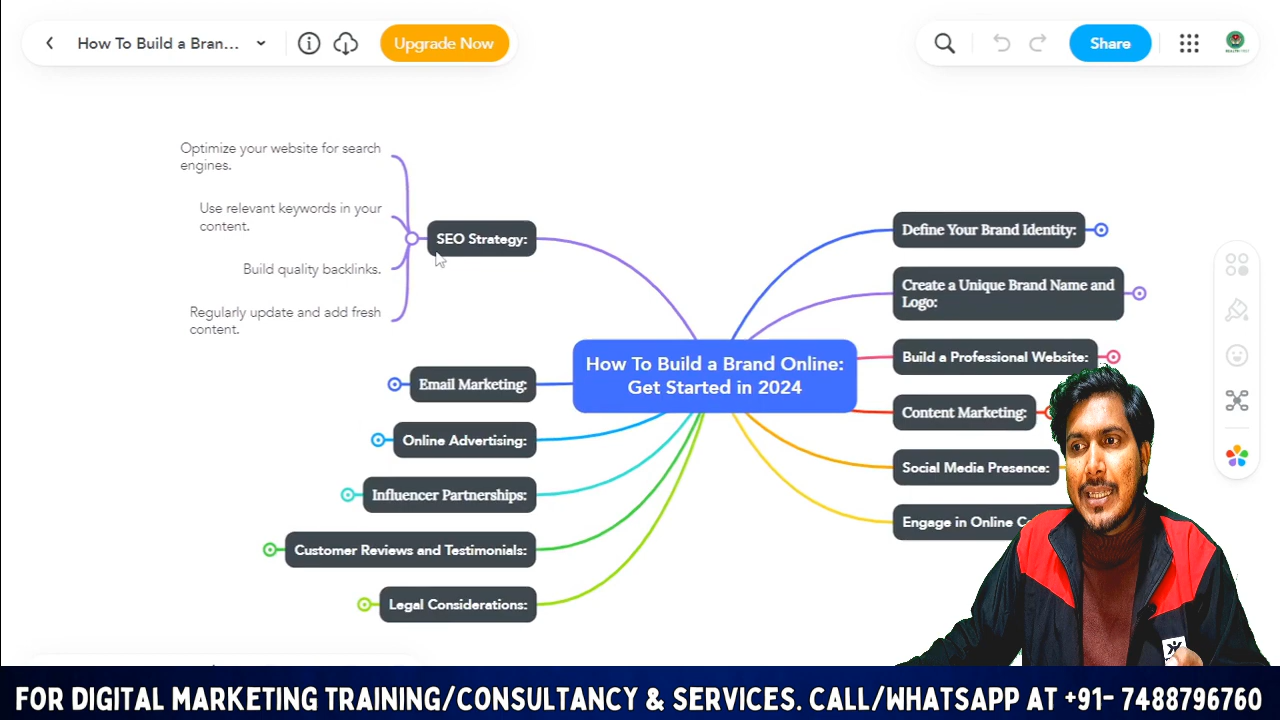 How To Build a Bran...
Upgrade Now
Share
Optimize your website for search
engines.
Use relevant keywords in your
content.
Build quality backlinks.
Regularly update and add fresh
content.
SEO Strategy:
Email Marketing:
Online Advertising:
Influencer Partnerships:
Customer Reviews and Testimonials:
Legal Considerations:
How To Build a Brand Online:
Get Started in 2024
Define Your Brand Identity:
Create a Unique Brand Name and
Logo:
Build a Professional Website:
Content Marketing:
Social Media Presence:
Engage in Online
FOR DIGITAL MARKETING TRAINING/CONSULTANCY & SERVICES. CALL/WHATSAPP AT +91- 7488796760